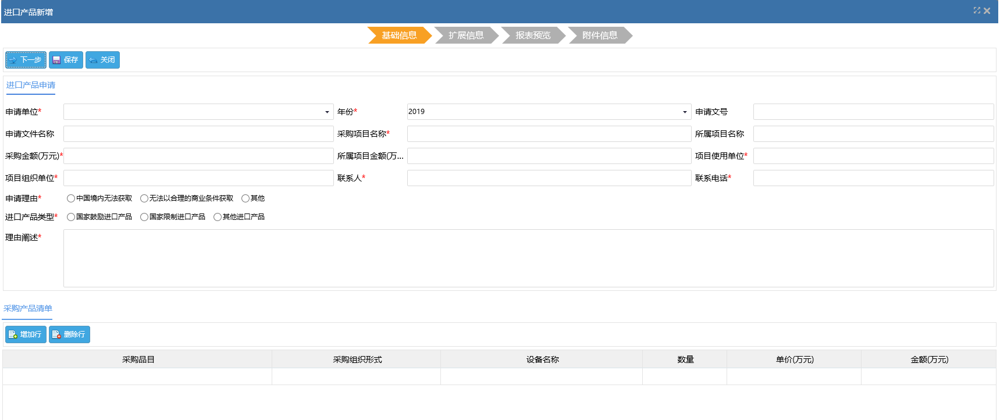 进口产品新增
基础信息 扩展信息 报表预览 附件信息
下一步 保存 关闭
进口产品申请
申请单位* 年份* 2019 申请文号
申请文件名称 采购项目名称* 所属项目名称
采购金额(万元)* 所属项目金额(万... 项目使用单位*
项目组织单位* 联系人* 联系电话*
申请理由* 中国境内无法获取 无法以合理的商业条件获取 其他
进口产品类型* 国家鼓励进口产品 国家限制进口产品 其他进口产品
理由阐述*
采购产品清单
增加行 删除行
采购品目 采购组织形式 设备名称 数量 单价(万元) 金额(万元)